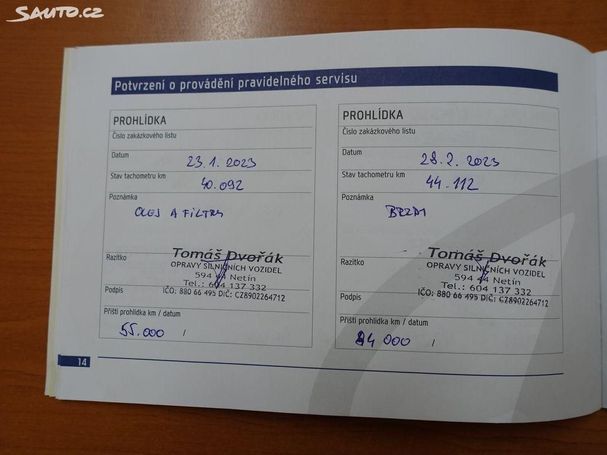 SAUTO.CZ
Potvrzení o provádění pravidelného servisu
PROHLÍDKA
Číslo zakázkového listu
Datum
23.1.2023
Stav tachometru km
40.092
Poznámka
OLEJ A FILTRY
Razítko
Tomáš Dvořák
OPRAVY SILNIČNÍCH VOZIDEL
594 44 Netín
Tel.: 604 137 332
Podpis
IČO: 880 66 495 DIČ: CZ8902264712
Příští prohlídka km / datum
55.000 /
PROHLÍDKA
Číslo zakázkového listu
Datum
28.2.2023
Stav tachometru km
44.112
Poznámka
BRZDY
Razítko
Tomáš Dvořák
OPRAVY SILNIČNÍCH VOZIDEL
594 44 Netín
Tel.: 604 137 332
Podpis
IČO: 880 66 495 DIČ: CZ8902264712
Příští prohlídka km / datum
84 000 /
14